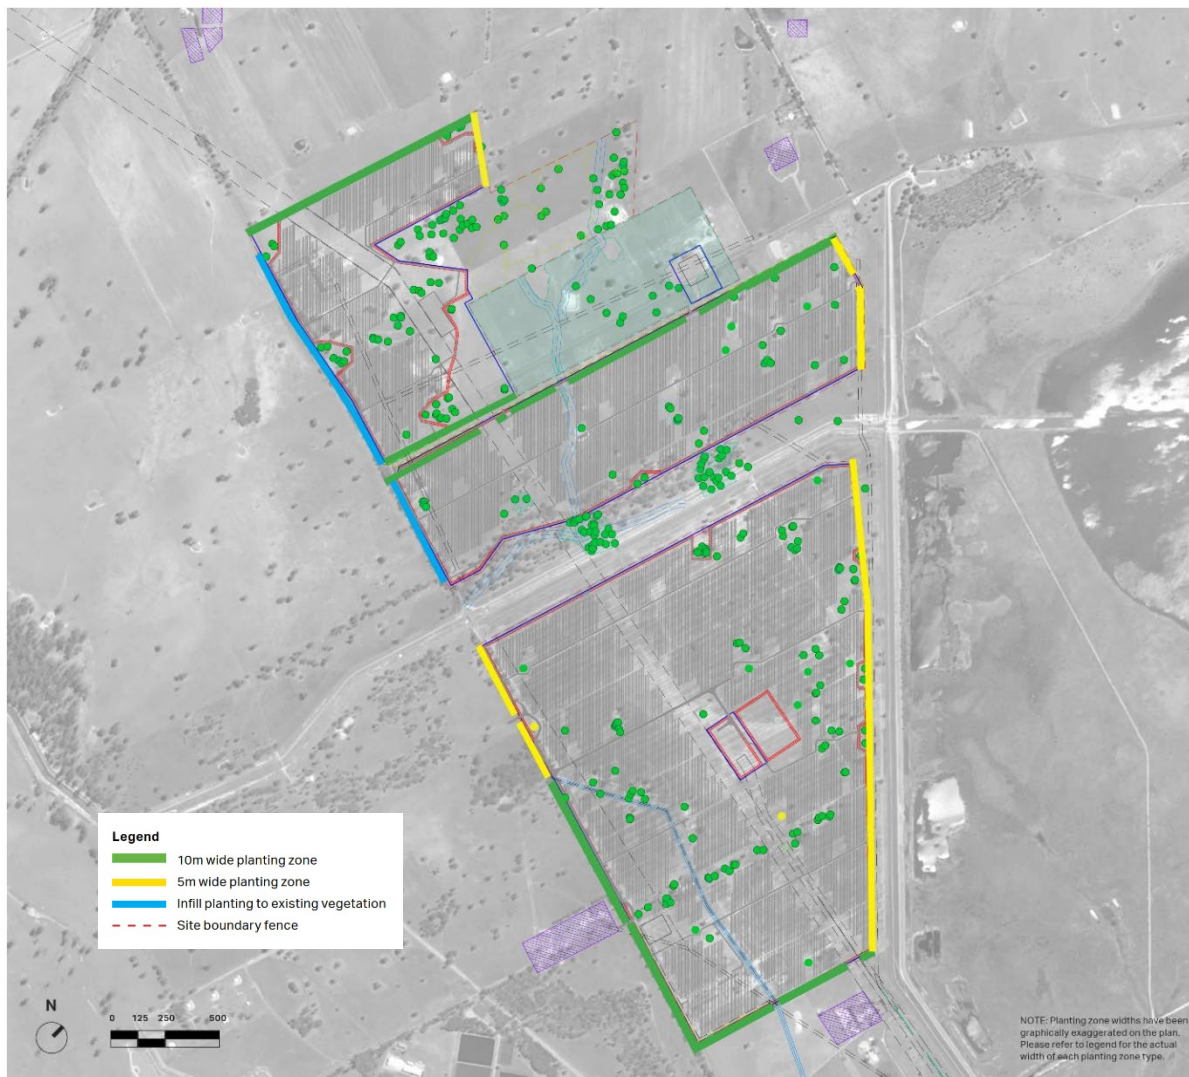 Legend
10m wide planting zone
5m wide planting zone
Infill planting to existing vegetation
Site boundary fence
N
0 125 250 500
NOTE: Planting zone widths have been
graphically exaggerated on the plan.
Please refer to legend for the actual
width of each planting zone type.